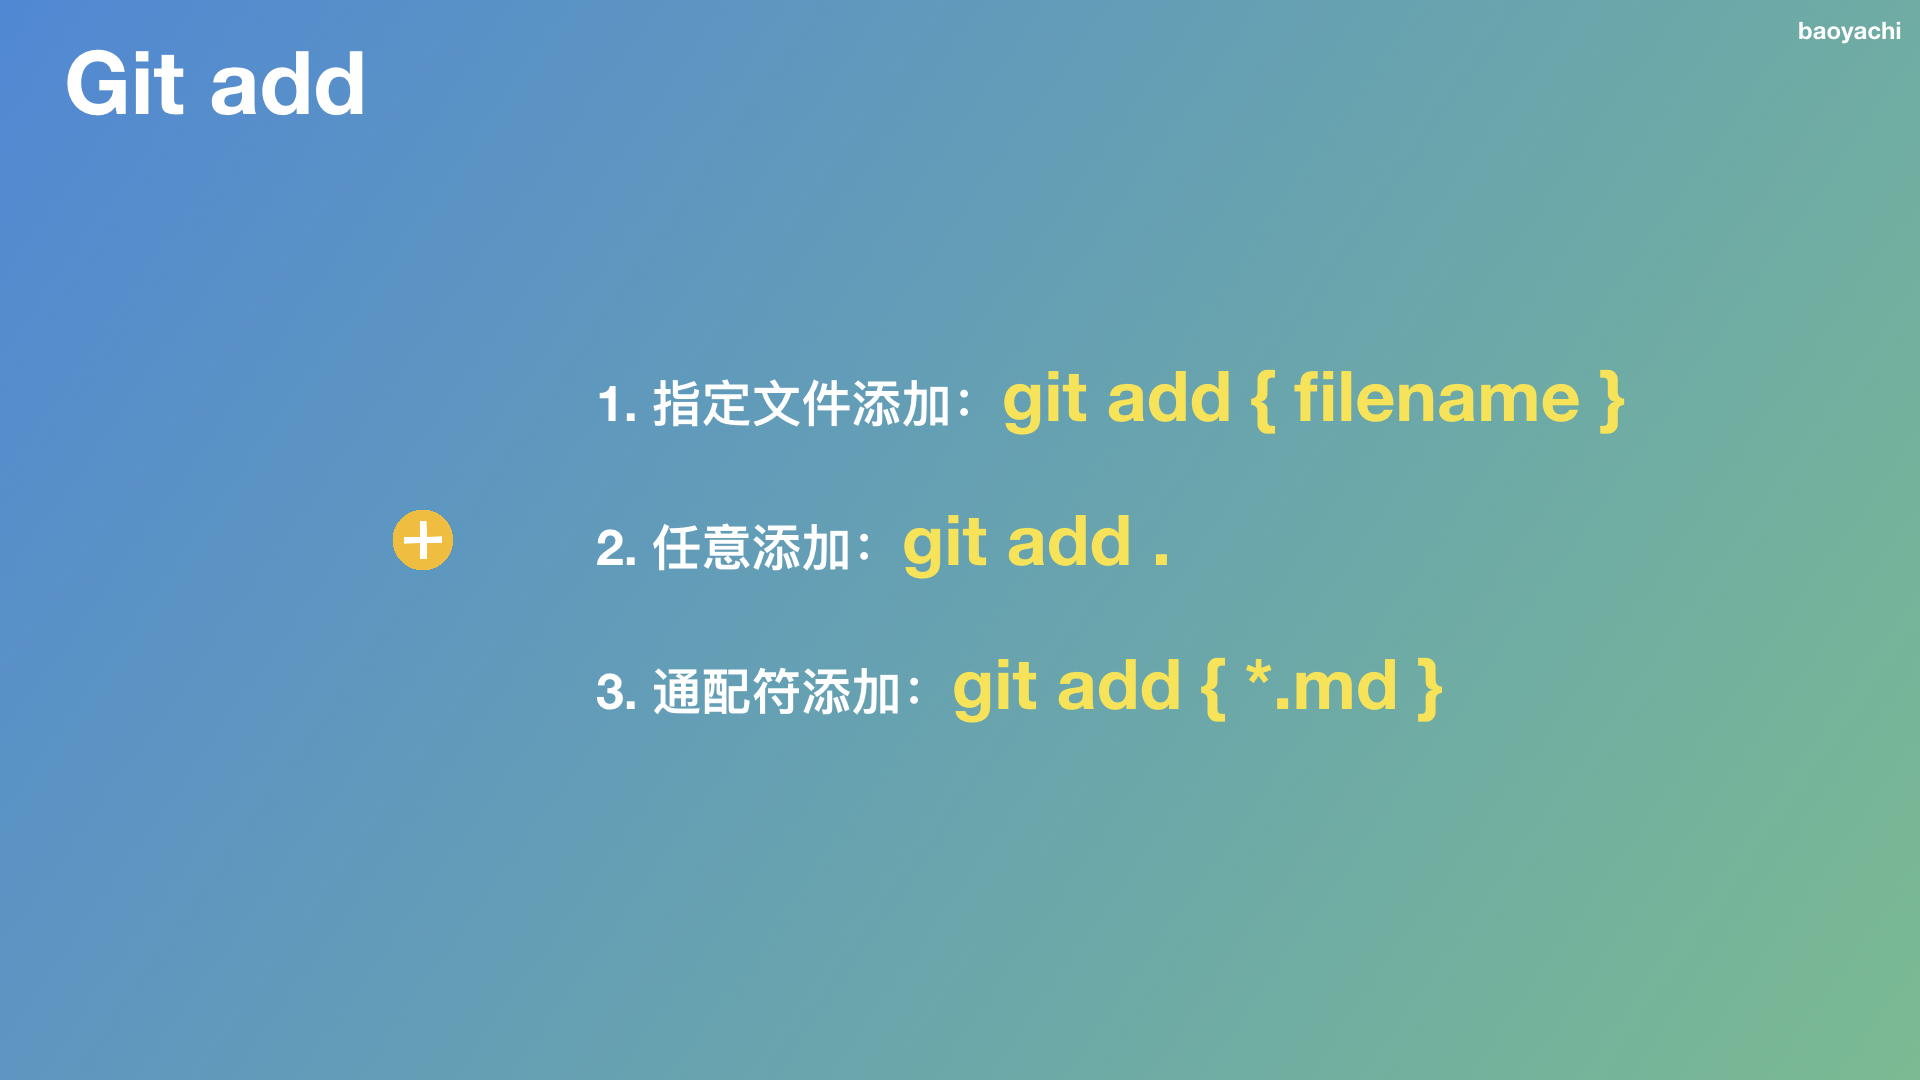 Git add
baoyachi
1. 指定文件添加：git add { filename }
2. 任意添加：git add .
3. 通配符添加：git add { *.md }